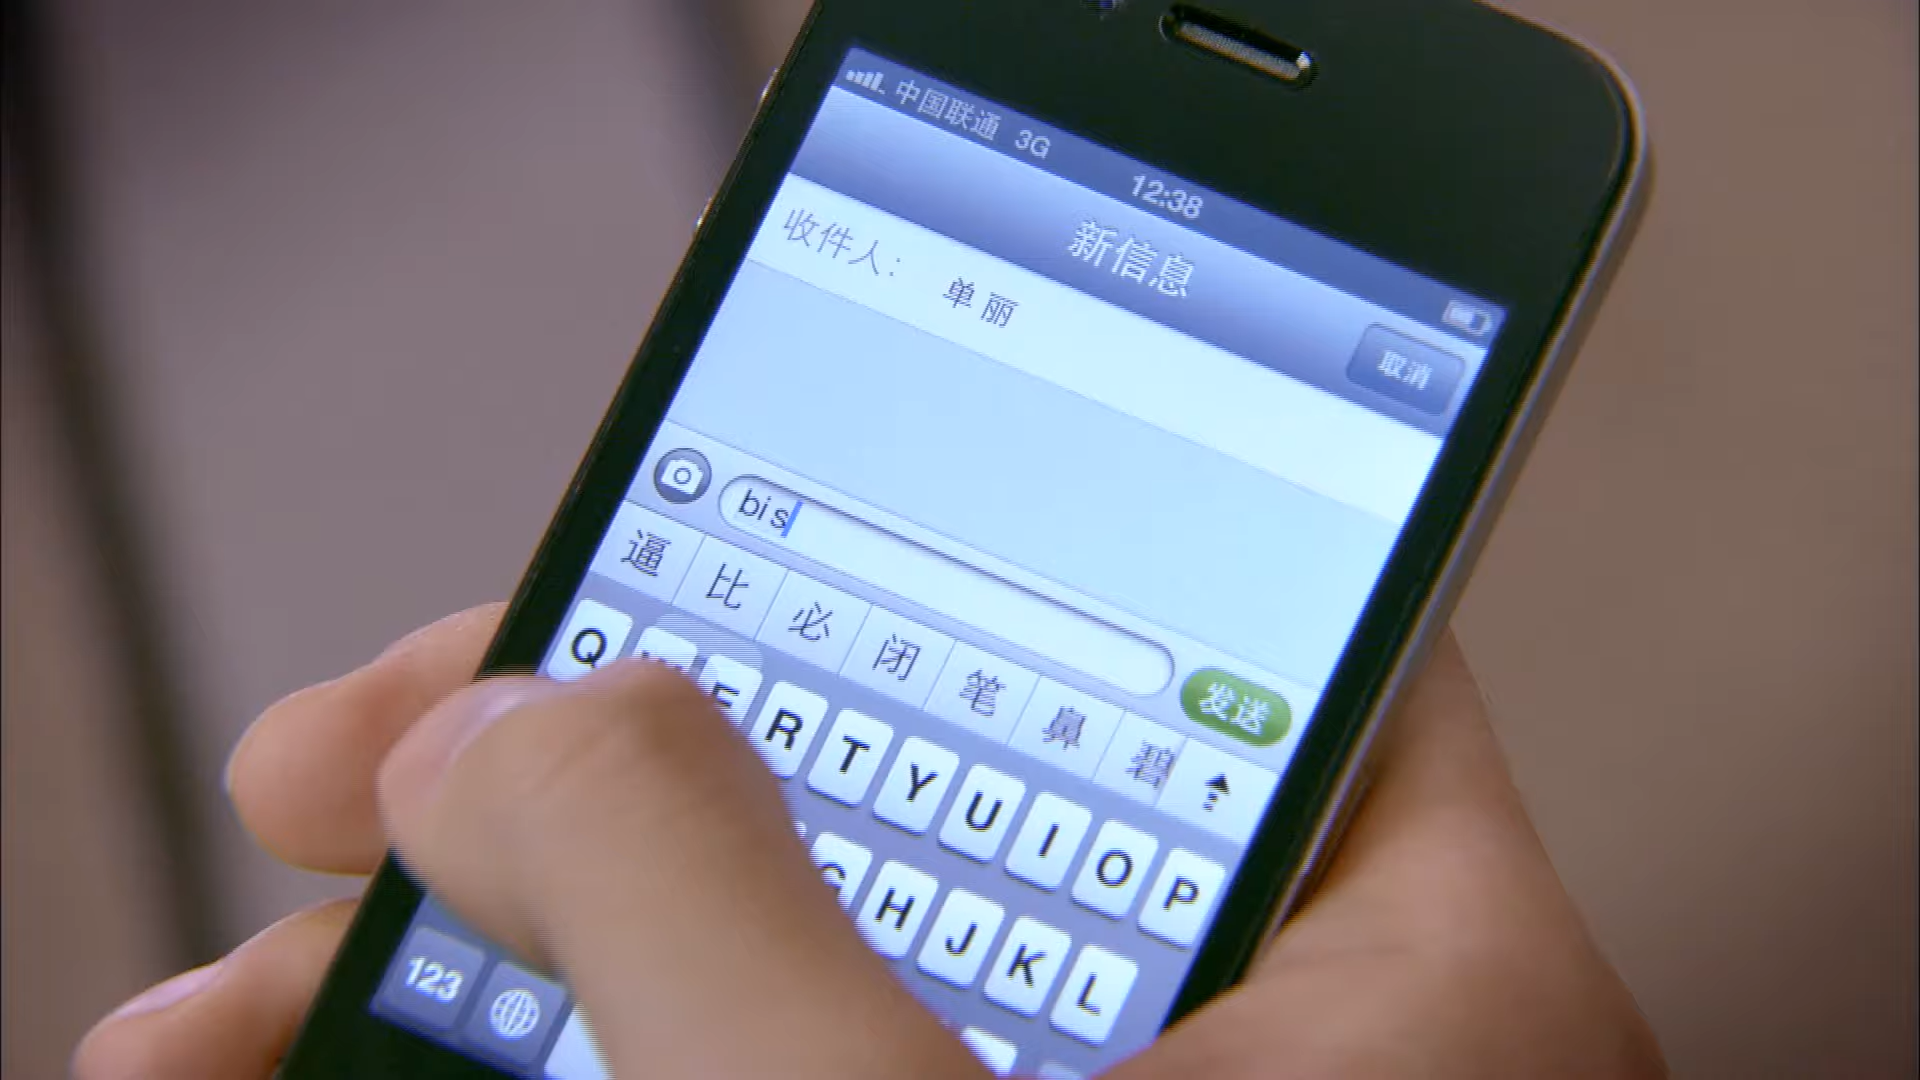 中国联通 3G 12:38
新信息
取消
收件人： 单丽
bi s
发送
逼 比 必 闭 笔 鼻 碧
Q E R T Y U I O P
G H J K L
123